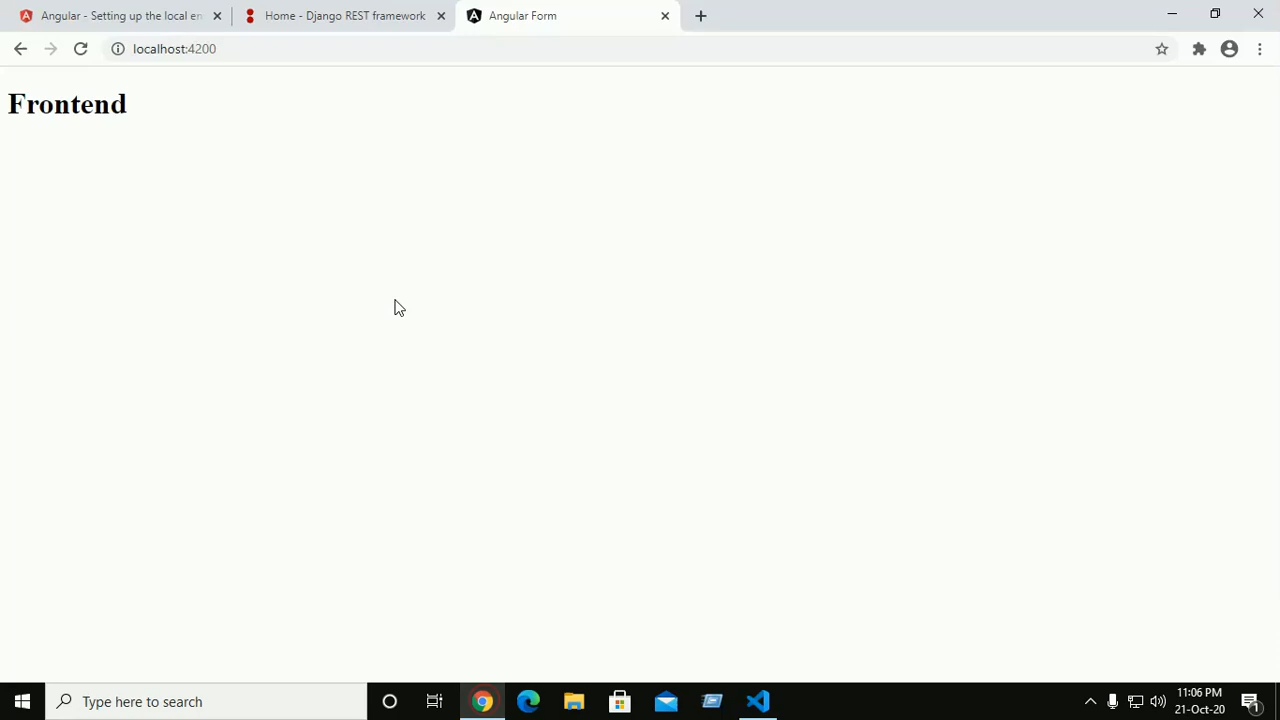 Angular - Setting up the local en
Home - Django REST framework
Angular Form
localhost:4200
Frontend
Type here to search
11:06 PM
21-Oct-20
1